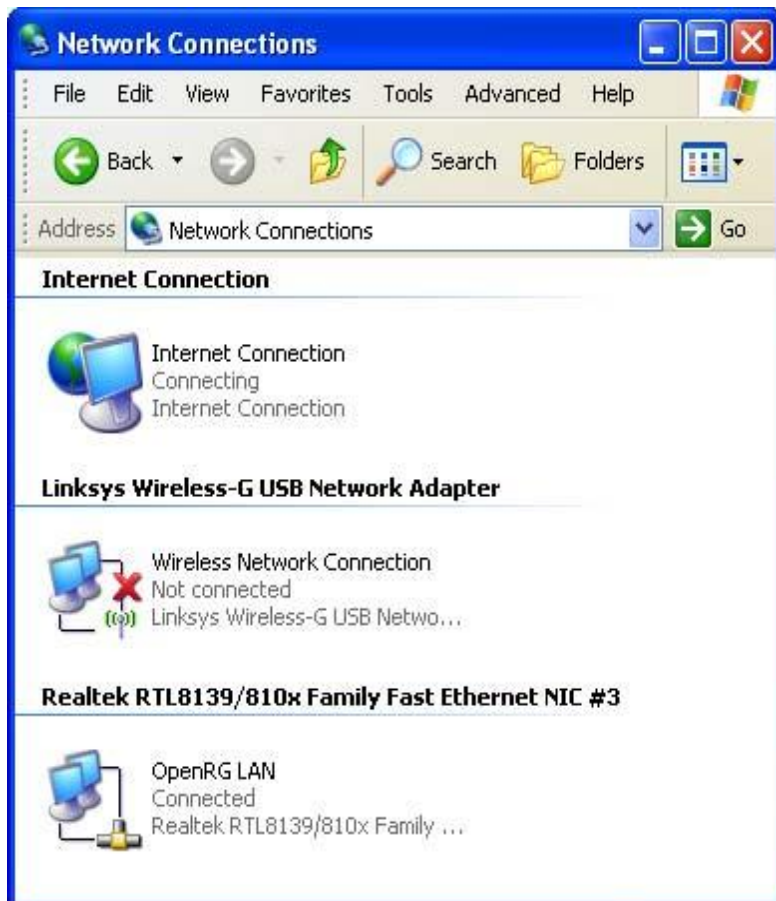 Network Connections
File Edit View Favorites Tools Advanced Help
Back Search Folders
Address Network Connections Go
Internet Connection
Internet Connection
Connecting
Internet Connection
Linksys Wireless-G USB Network Adapter
Wireless Network Connection
Not connected
Linksys Wireless-G USB Netwo...
Realtek RTL8139/810x Family Fast Ethernet NIC #3
OpenRG LAN
Connected
Realtek RTL8139/810x Family ...